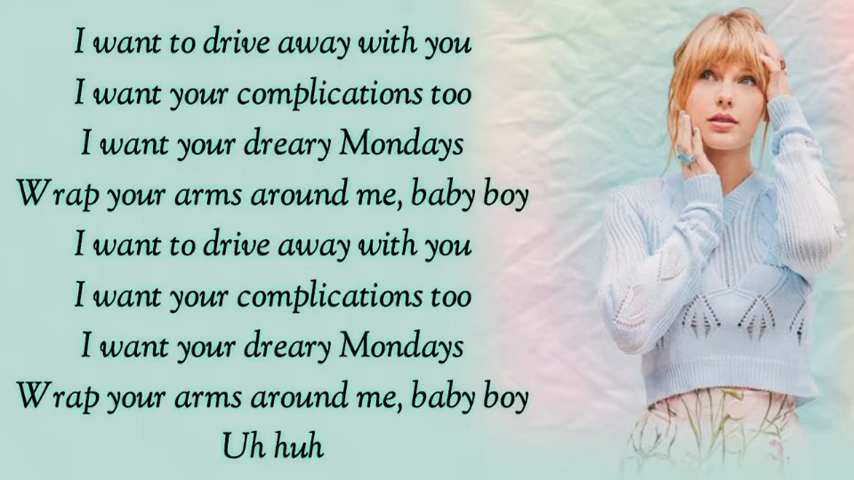 I want to drive away with you
I want your complications too
I want your dreary Mondays
Wrap your arms around me, baby boy
I want to drive away with you
I want your complications too
I want your dreary Mondays
Wrap your arms around me, baby boy
Uh huh